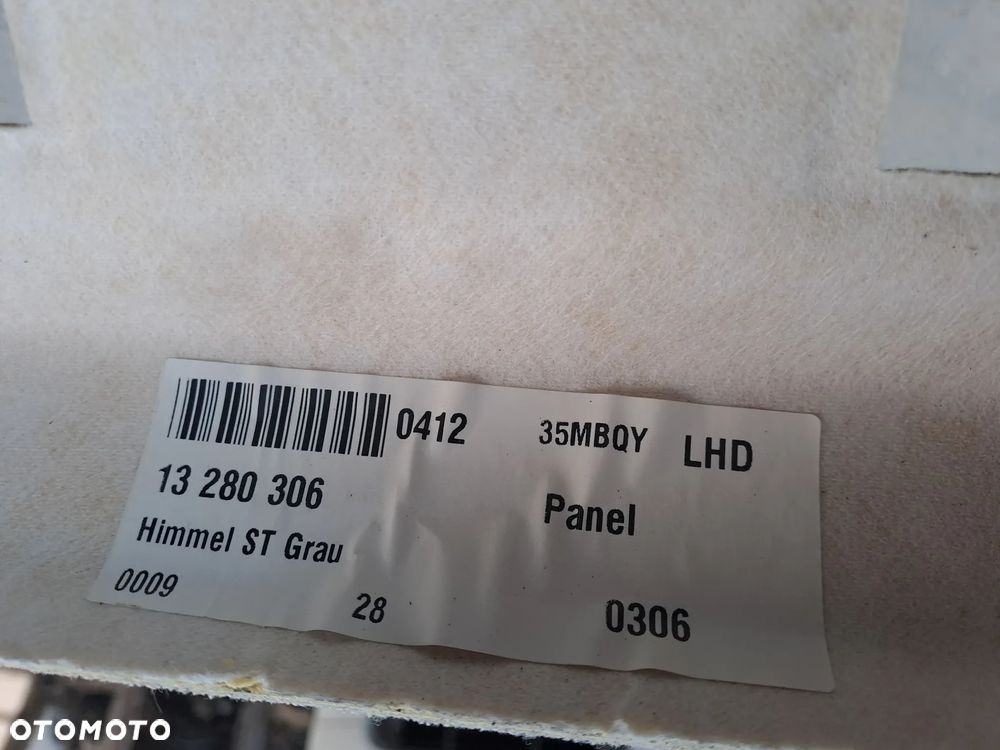 0412 35MBQY LHD
13 280 306 Panel
Himmel ST Grau
0009 28 0306
OTOMOTO